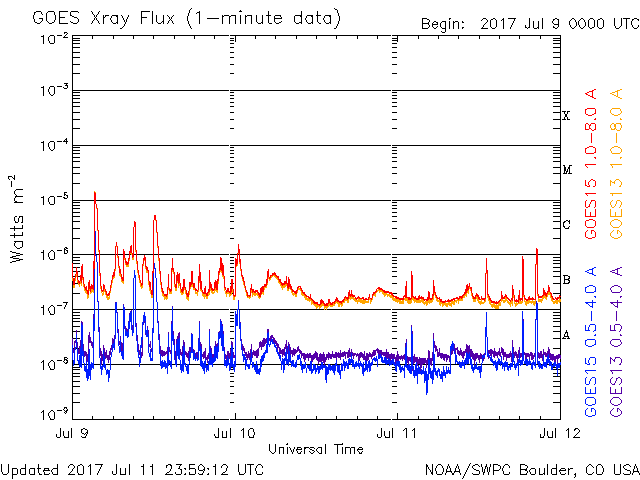 GOES Xray Flux (1-minute data)
Begin: 2017 Jul 9 0000 UTC
10-2
10-3
10-4
10-5
10-6
10-7
10-8
10-9
Watts m-2
X
M
C
B
A
GOES15 1.0-8.0 A
GOES13 1.0-8.0 A
GOES15 0.5-4.0 A
GOES13 0.5-4.0 A
Jul 9
Jul 10
Jul 11
Jul 12
Universal Time
Updated 2017 Jul 11 23:59:12 UTC
NOAA/SWPC Boulder, CO USA